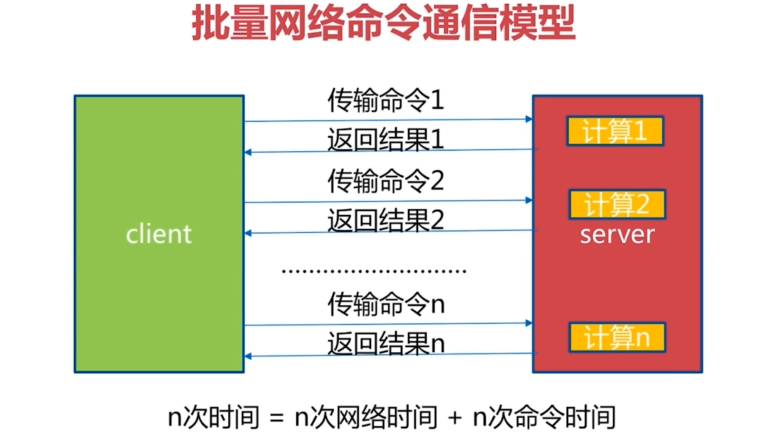 批量网络命令通信模型
传输命令1
计算1
返回结果1
传输命令2
计算2
返回结果2
client
server
...........................
传输命令n
计算n
返回结果n
n次时间 = n次网络时间 + n次命令时间